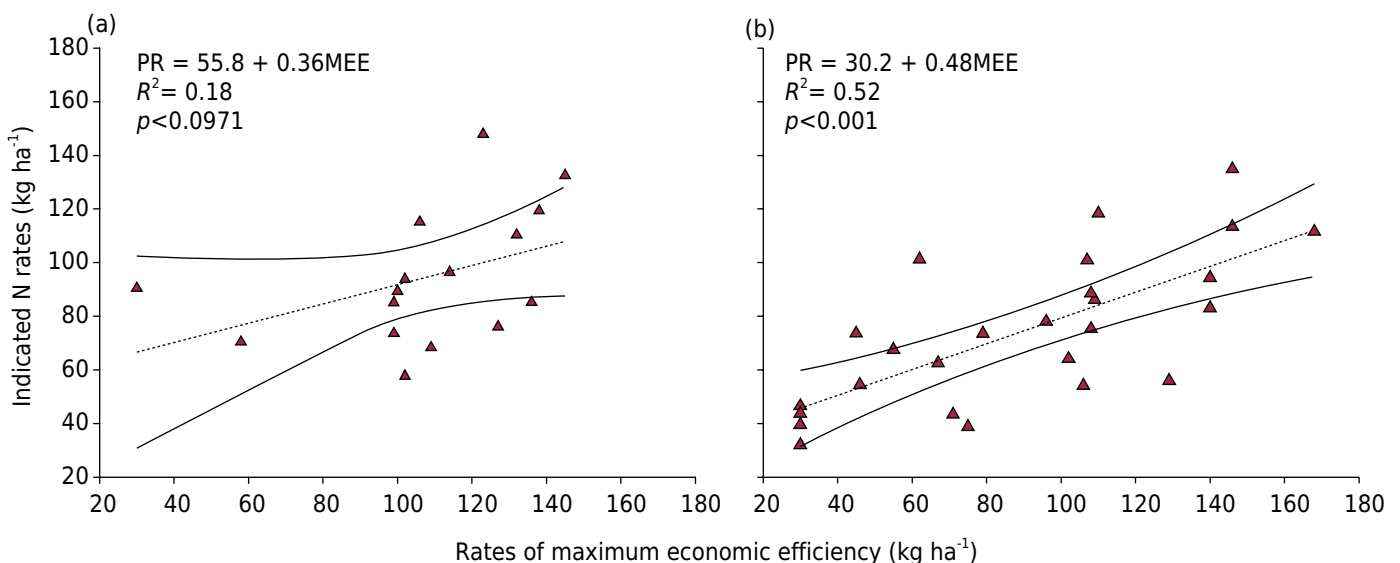 (a)
PR = 55.8 + 0.36MEE
R²= 0.18
p<0.0971
180
160
140
120
100
80
60
40
20
20 40 60 80 100 120 140 160 180
Indicated N rates (kg ha⁻¹)
(b)
PR = 30.2 + 0.48MEE
R²= 0.52
p<0.001
20 40 60 80 100 120 140 160 180
Rates of maximum economic efficiency (kg ha⁻¹)